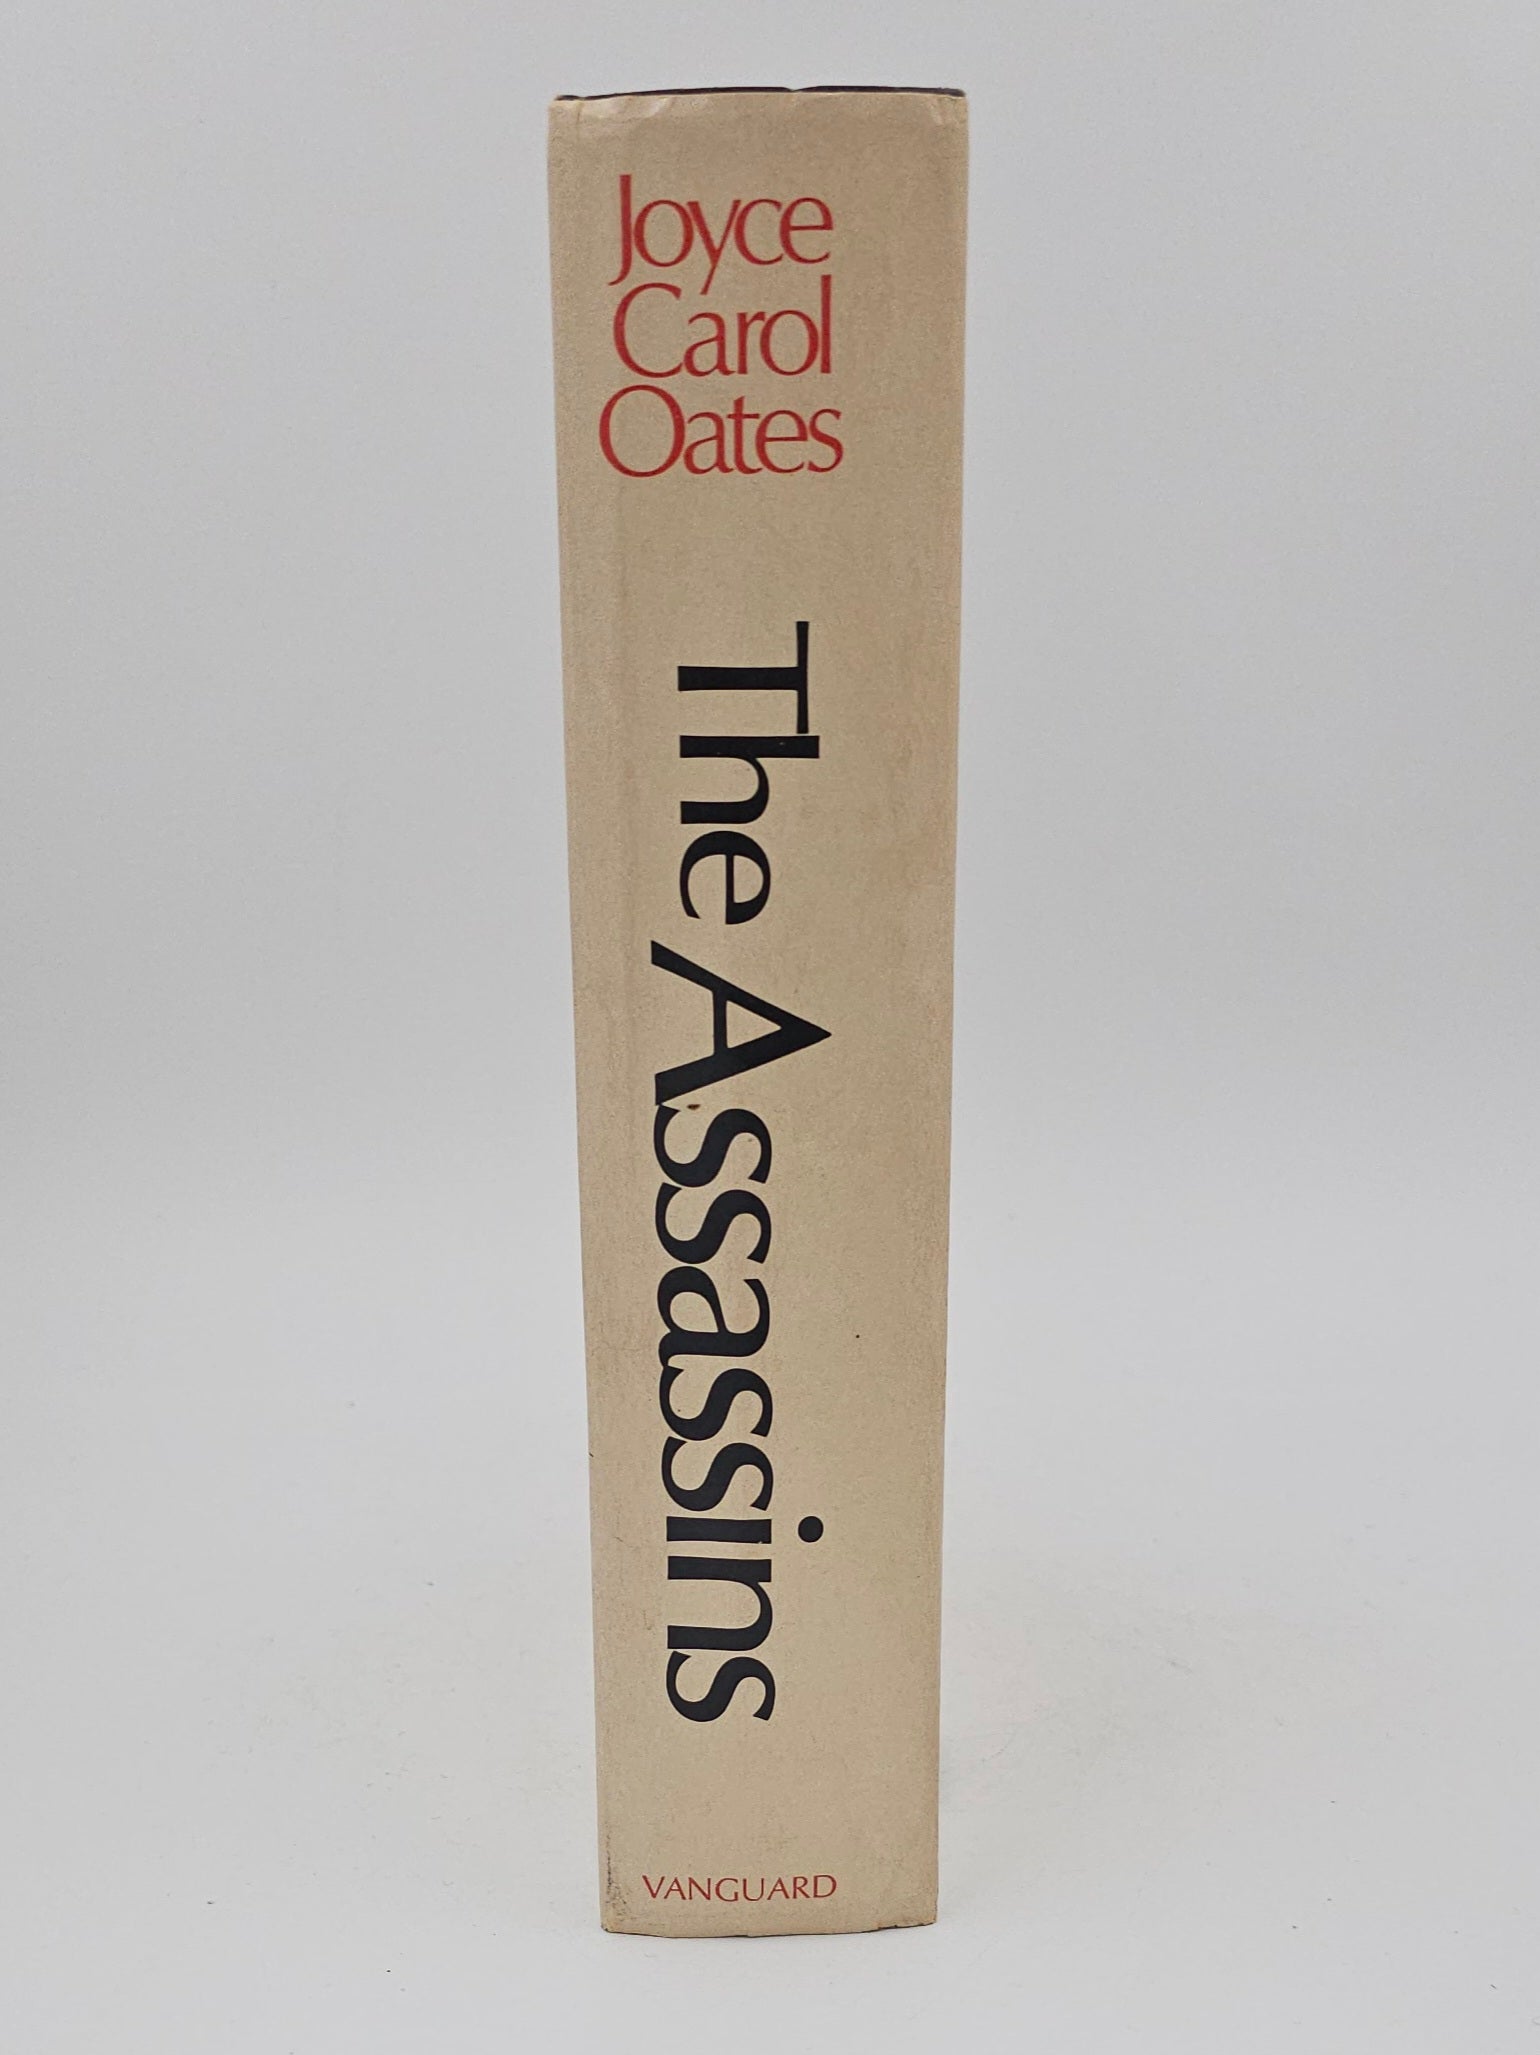 Joyce
Carol
Oates
The Assassins
VANGUARD